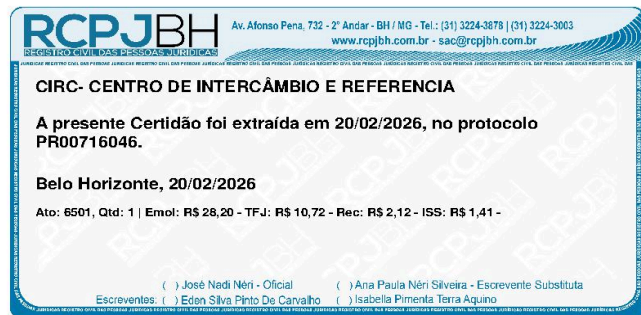 RCPJBH
REGISTRO CIVIL DAS PESSOAS JURÍDICAS
Av. Afonso Pena, 732 - 2º Andar - BH / MG - Tel.: (31) 3224-3878 | (31) 3224-3003
www.rcpjbh.com.br - sac@rcpjbh.com.br
CIRC- CENTRO DE INTERCÂMBIO E REFERENCIA
A presente Certidão foi extraída em 20/02/2026, no protocolo
PR00716046.
Belo Horizonte, 20/02/2026
Ato: 6501, Qtd: 1 | Emol: R$ 28,20 - TFJ: R$ 10,72 - Rec: R$ 2,12 - ISS: R$ 1,41 -
( ) José Nadi Néri - Oficial ( ) Ana Paula Néri Silveira - Escrevente Substituta
Escreventes: ( ) Eden Silva Pinto De Carvalho ( ) Isabella Pimenta Terra Aquino